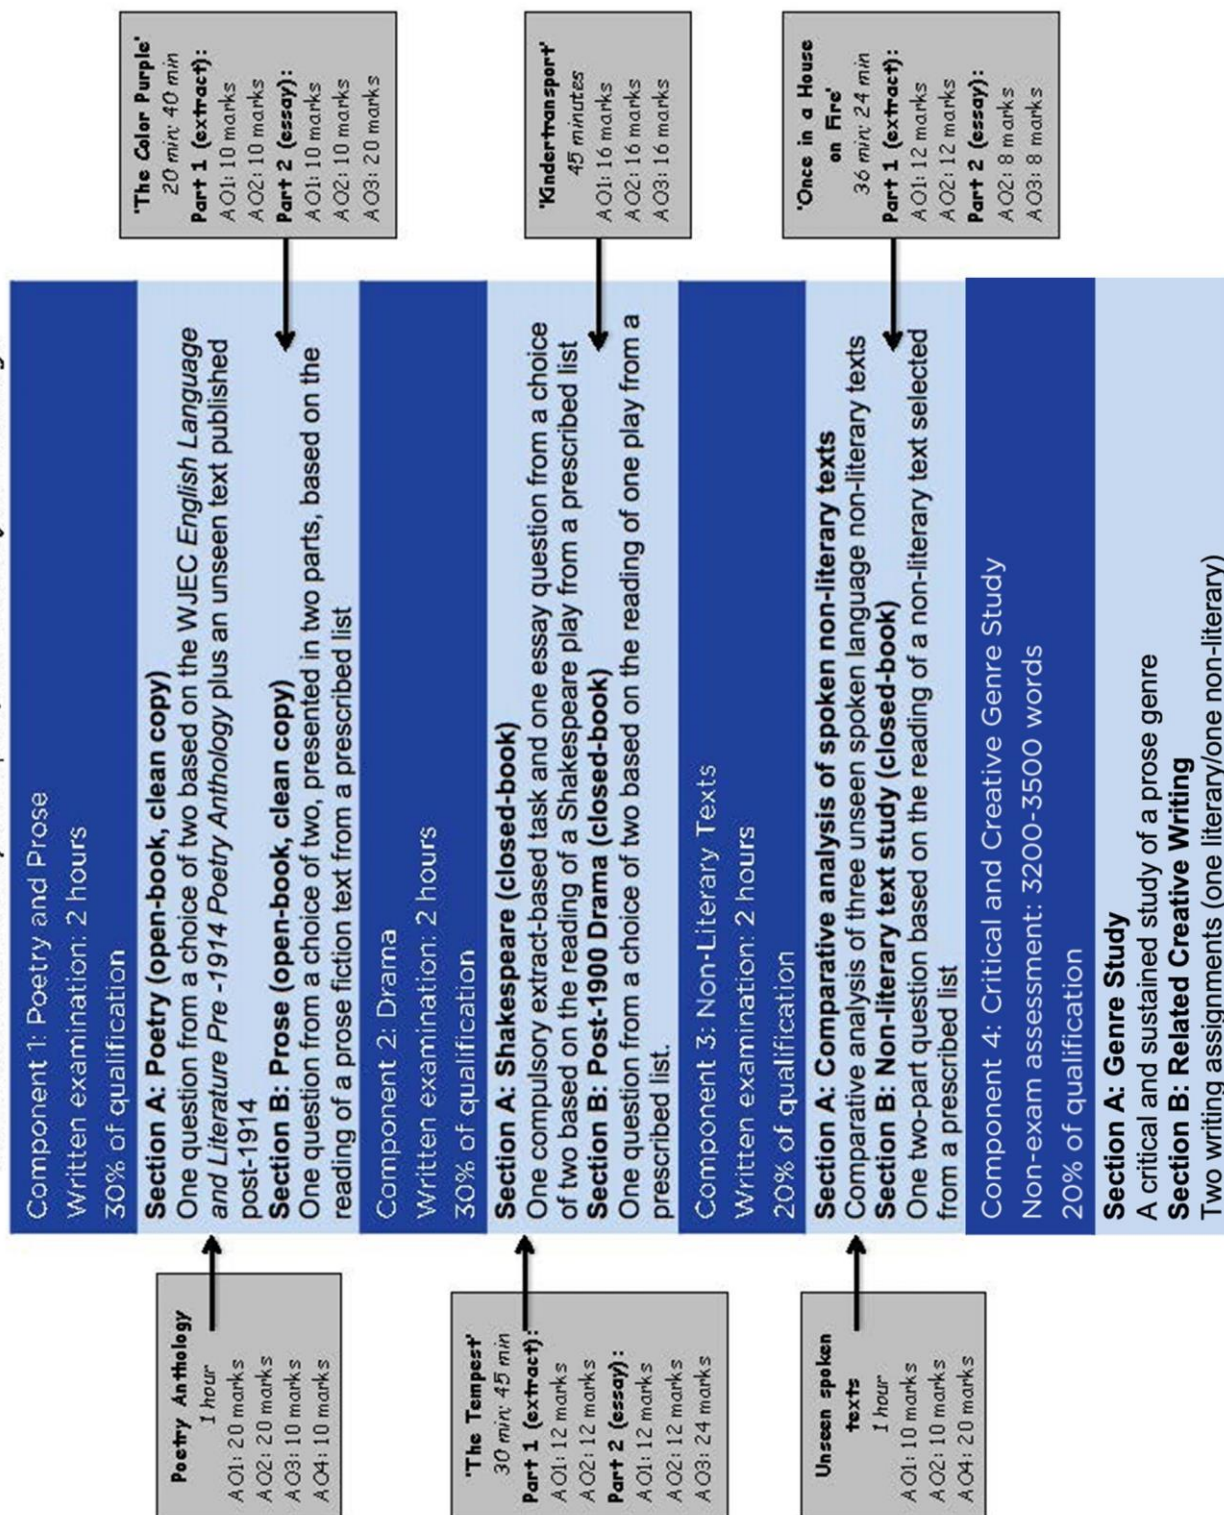 Component 1: Poetry and Prose
Written examination: 2 hours
30% of qualification
Section A: Poetry (open-book, clean copy)
One question from a choice of two based on the WJEC English Language
and Literature Pre -1914 Poetry Anthology plus an unseen text published
post-1914
Section B: Prose (open-book, clean copy)
One question from a choice of two, presented in two parts, based on the
reading of a prose fiction text from a prescribed list
Poetry Anthology
1 hour
AO1: 20 marks
AO2: 20 marks
AO3: 10 marks
AO4: 10 marks
'The Color Purple'
20 min: 40 min
Part 1 (extract):
AO1: 10 marks
AO2: 10 marks
Part 2 (essay):
AO1: 10 marks
AO2: 10 marks
AO3: 20 marks
Component 2: Drama
Written examination: 2 hours
30% of qualification
Section A: Shakespeare (closed-book)
One compulsory extract-based task and one essay question from a choice
of two based on the reading of a Shakespeare play from a prescribed list
Section B: Post-1900 Drama (closed-book)
One question from a choice of two based on the reading of one play from a
prescribed list.
'The Tempest'
30 min: 45 min
Part 1 (extract):
AO1: 12 marks
AO2: 12 marks
Part 2 (essay):
AO1: 12 marks
AO2: 12 marks
AO3: 24 marks
'Kindertransport'
45 minutes
AO1: 16 marks
AO2: 16 marks
AO3: 16 marks
Component 3: Non-Literary Texts
Written examination: 2 hours
20% of qualification
Section A: Comparative analysis of spoken non-literary texts
Comparative analysis of three unseen spoken language non-literary texts
Section B: Non-literary text study (closed-book)
One two-part question based on the reading of a non-literary text selected
from a prescribed list
Unseen spoken
texts
1 hour
AO1: 10 marks
AO2: 10 marks
AO4: 20 marks
'Once in a House
on Fire'
36 min: 24 min
Part 1 (extract):
AO1: 12 marks
AO2: 12 marks
Part 2 (essay):
AO2: 8 marks
AO3: 8 marks
Component 4: Critical and Creative Genre Study
Non-exam assessment: 3200-3500 words
20% of qualification
Section A: Genre Study
A critical and sustained study of a prose genre
Section B: Related Creative Writing
Two writing assignments (one literary/one non-literary)